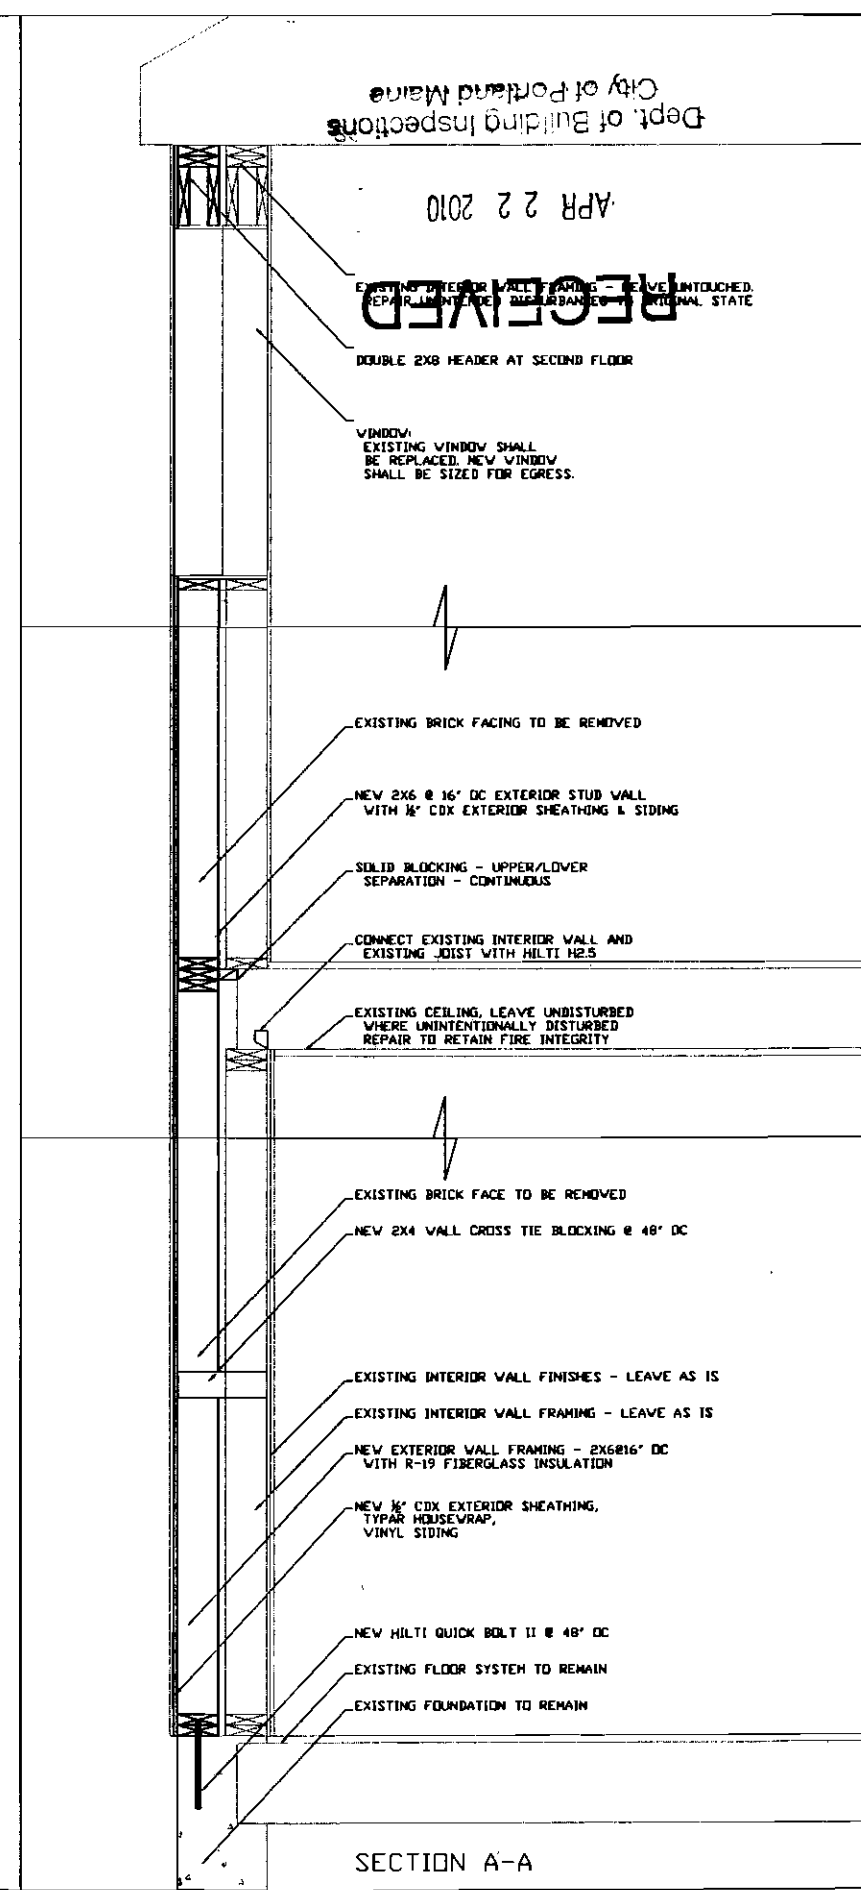 Dept. of Building Inspections
City of Portland Maine
APR 22 2010
RECEIVED
EXISTING INTERIOR WALL FRAMING - LEAVE UNTOUCHED.
REPAIR UNINTENDED DISTURBANCES TO ORIGINAL STATE
DOUBLE 2X8 HEADER AT SECOND FLOOR
WINDOW:
EXISTING WINDOW SHALL
BE REPLACED. NEW WINDOW
SHALL BE SIZED FOR EGRESS.
EXISTING BRICK FACING TO BE REMOVED
NEW 2X6 @ 16" OC EXTERIOR STUD WALL
WITH ½" CDX EXTERIOR SHEATHING & SIDING
SOLID BLOCKING - UPPER/LOWER
SEPARATION - CONTINUOUS
CONNECT EXISTING INTERIOR WALL AND
EXISTING JOIST WITH HILTI H2.5
EXISTING CEILING, LEAVE UNDISTURBED
WHERE UNINTENTIONALLY DISTURBED
REPAIR TO RETAIN FIRE INTEGRITY
EXISTING BRICK FACE TO BE REMOVED
NEW 2X4 WALL CROSS TIE BLOCKING @ 48" OC
EXISTING INTERIOR WALL FINISHES - LEAVE AS IS
EXISTING INTERIOR WALL FRAMING - LEAVE AS IS
NEW EXTERIOR WALL FRAMING - 2X6@16" OC
WITH R-19 FIBERGLASS INSULATION
NEW ½" CDX EXTERIOR SHEATHING,
TYPAR HOUSEWRAP,
VINYL SIDING
NEW HILTI QUICK BOLT II @ 48" OC
EXISTING FLOOR SYSTEM TO REMAIN
EXISTING FOUNDATION TO REMAIN
SECTION A-A